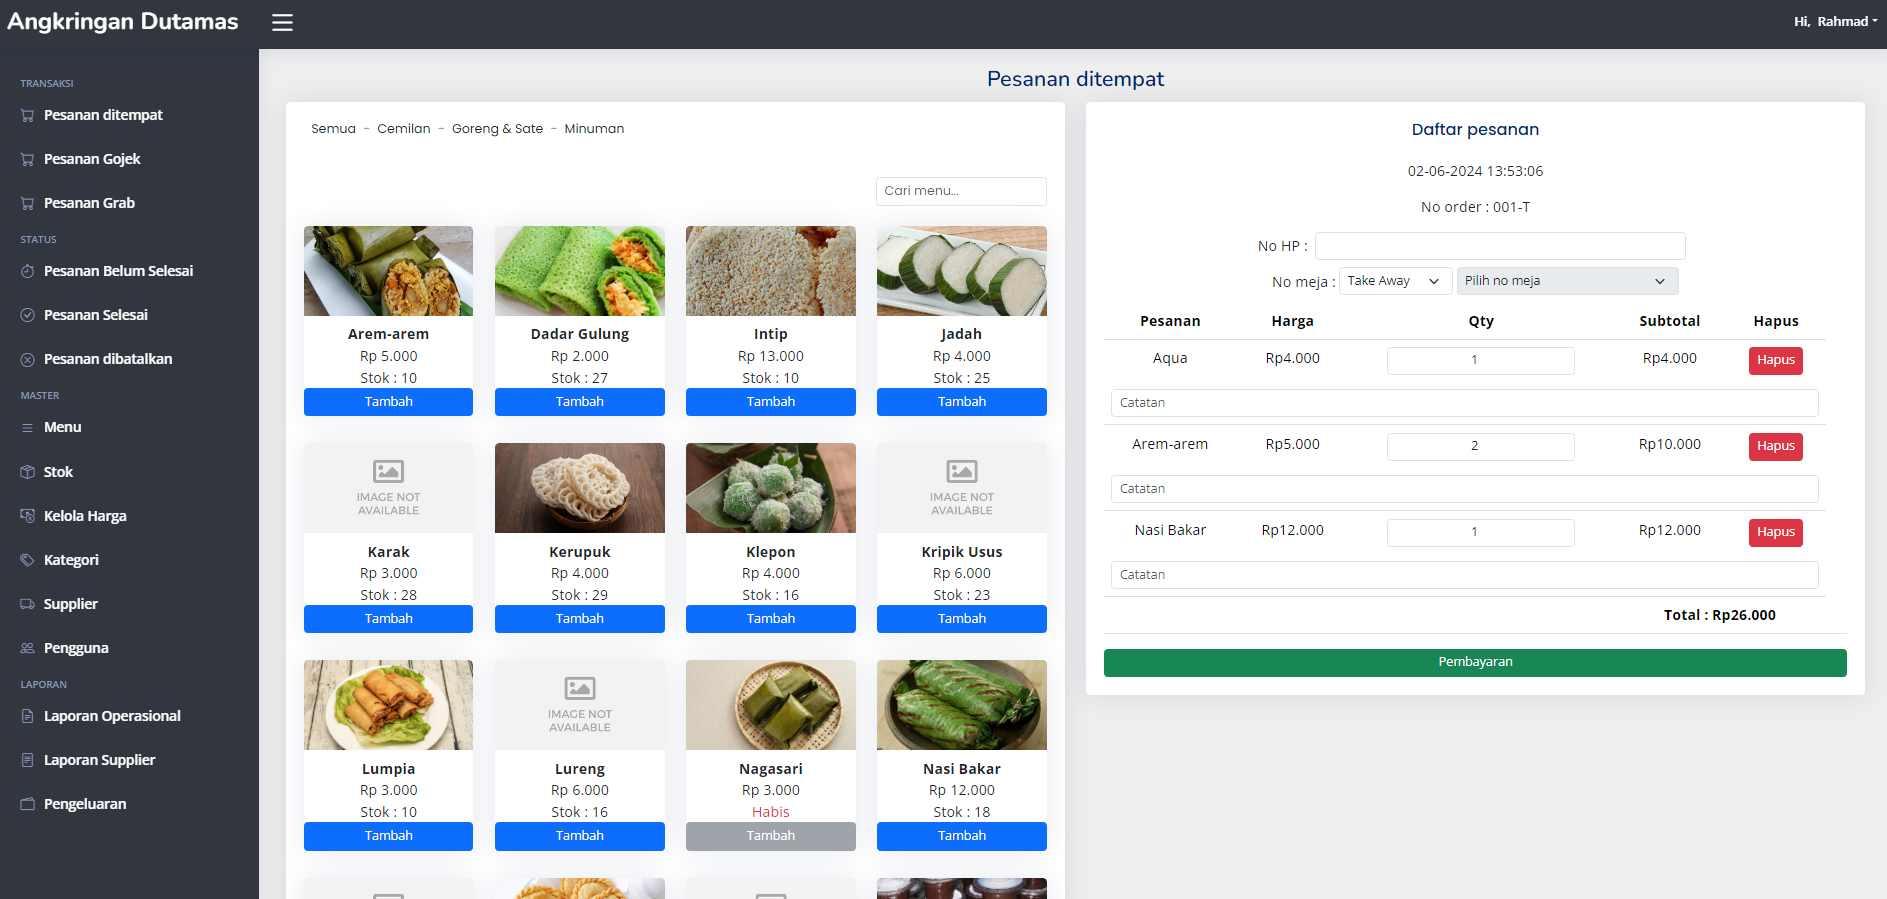 Angkringan Dutamas
Hi, Rahmad
TRANSAKSI
Pesanan ditempat
Pesanan Gojek
Pesanan Grab
STATUS
Pesanan Belum Selesai
Pesanan Selesai
Pesanan dibatalkan
MASTER
Menu
Stok
Kelola Harga
Kategori
Supplier
Pengguna
LAPORAN
Laporan Operasional
Laporan Supplier
Pengeluaran
Pesanan ditempat
Semua - Cemilan - Goreng & Sate - Minuman
Cari menu...
Arem-arem
Rp 5.000
Stok : 10
Tambah
Dadar Gulung
Rp 2.000
Stok : 27
Tambah
Intip
Rp 13.000
Stok : 10
Tambah
Jadah
Rp 4.000
Stok : 25
Tambah
IMAGE NOT
AVAILABLE
Karak
Rp 3.000
Stok : 28
Tambah
Kerupuk
Rp 4.000
Stok : 29
Tambah
Klepon
Rp 4.000
Stok : 16
Tambah
IMAGE NOT
AVAILABLE
Kripik Usus
Rp 6.000
Stok : 23
Tambah
Lumpia
Rp 3.000
Stok : 10
Tambah
IMAGE NOT
AVAILABLE
Lureng
Rp 6.000
Stok : 16
Tambah
Nagasari
Rp 3.000
Habis
Tambah
Nasi Bakar
Rp 12.000
Stok : 18
Tambah
Daftar pesanan
02-06-2024 13:53:06
No order : 001-T
No HP :
No meja : Take Away Pilih no meja
Pesanan Harga Qty Subtotal Hapus
Aqua Rp4.000 1 Rp4.000 Hapus
Catatan
Arem-arem Rp5.000 2 Rp10.000 Hapus
Catatan
Nasi Bakar Rp12.000 1 Rp12.000 Hapus
Catatan
Total : Rp26.000
Pembayaran